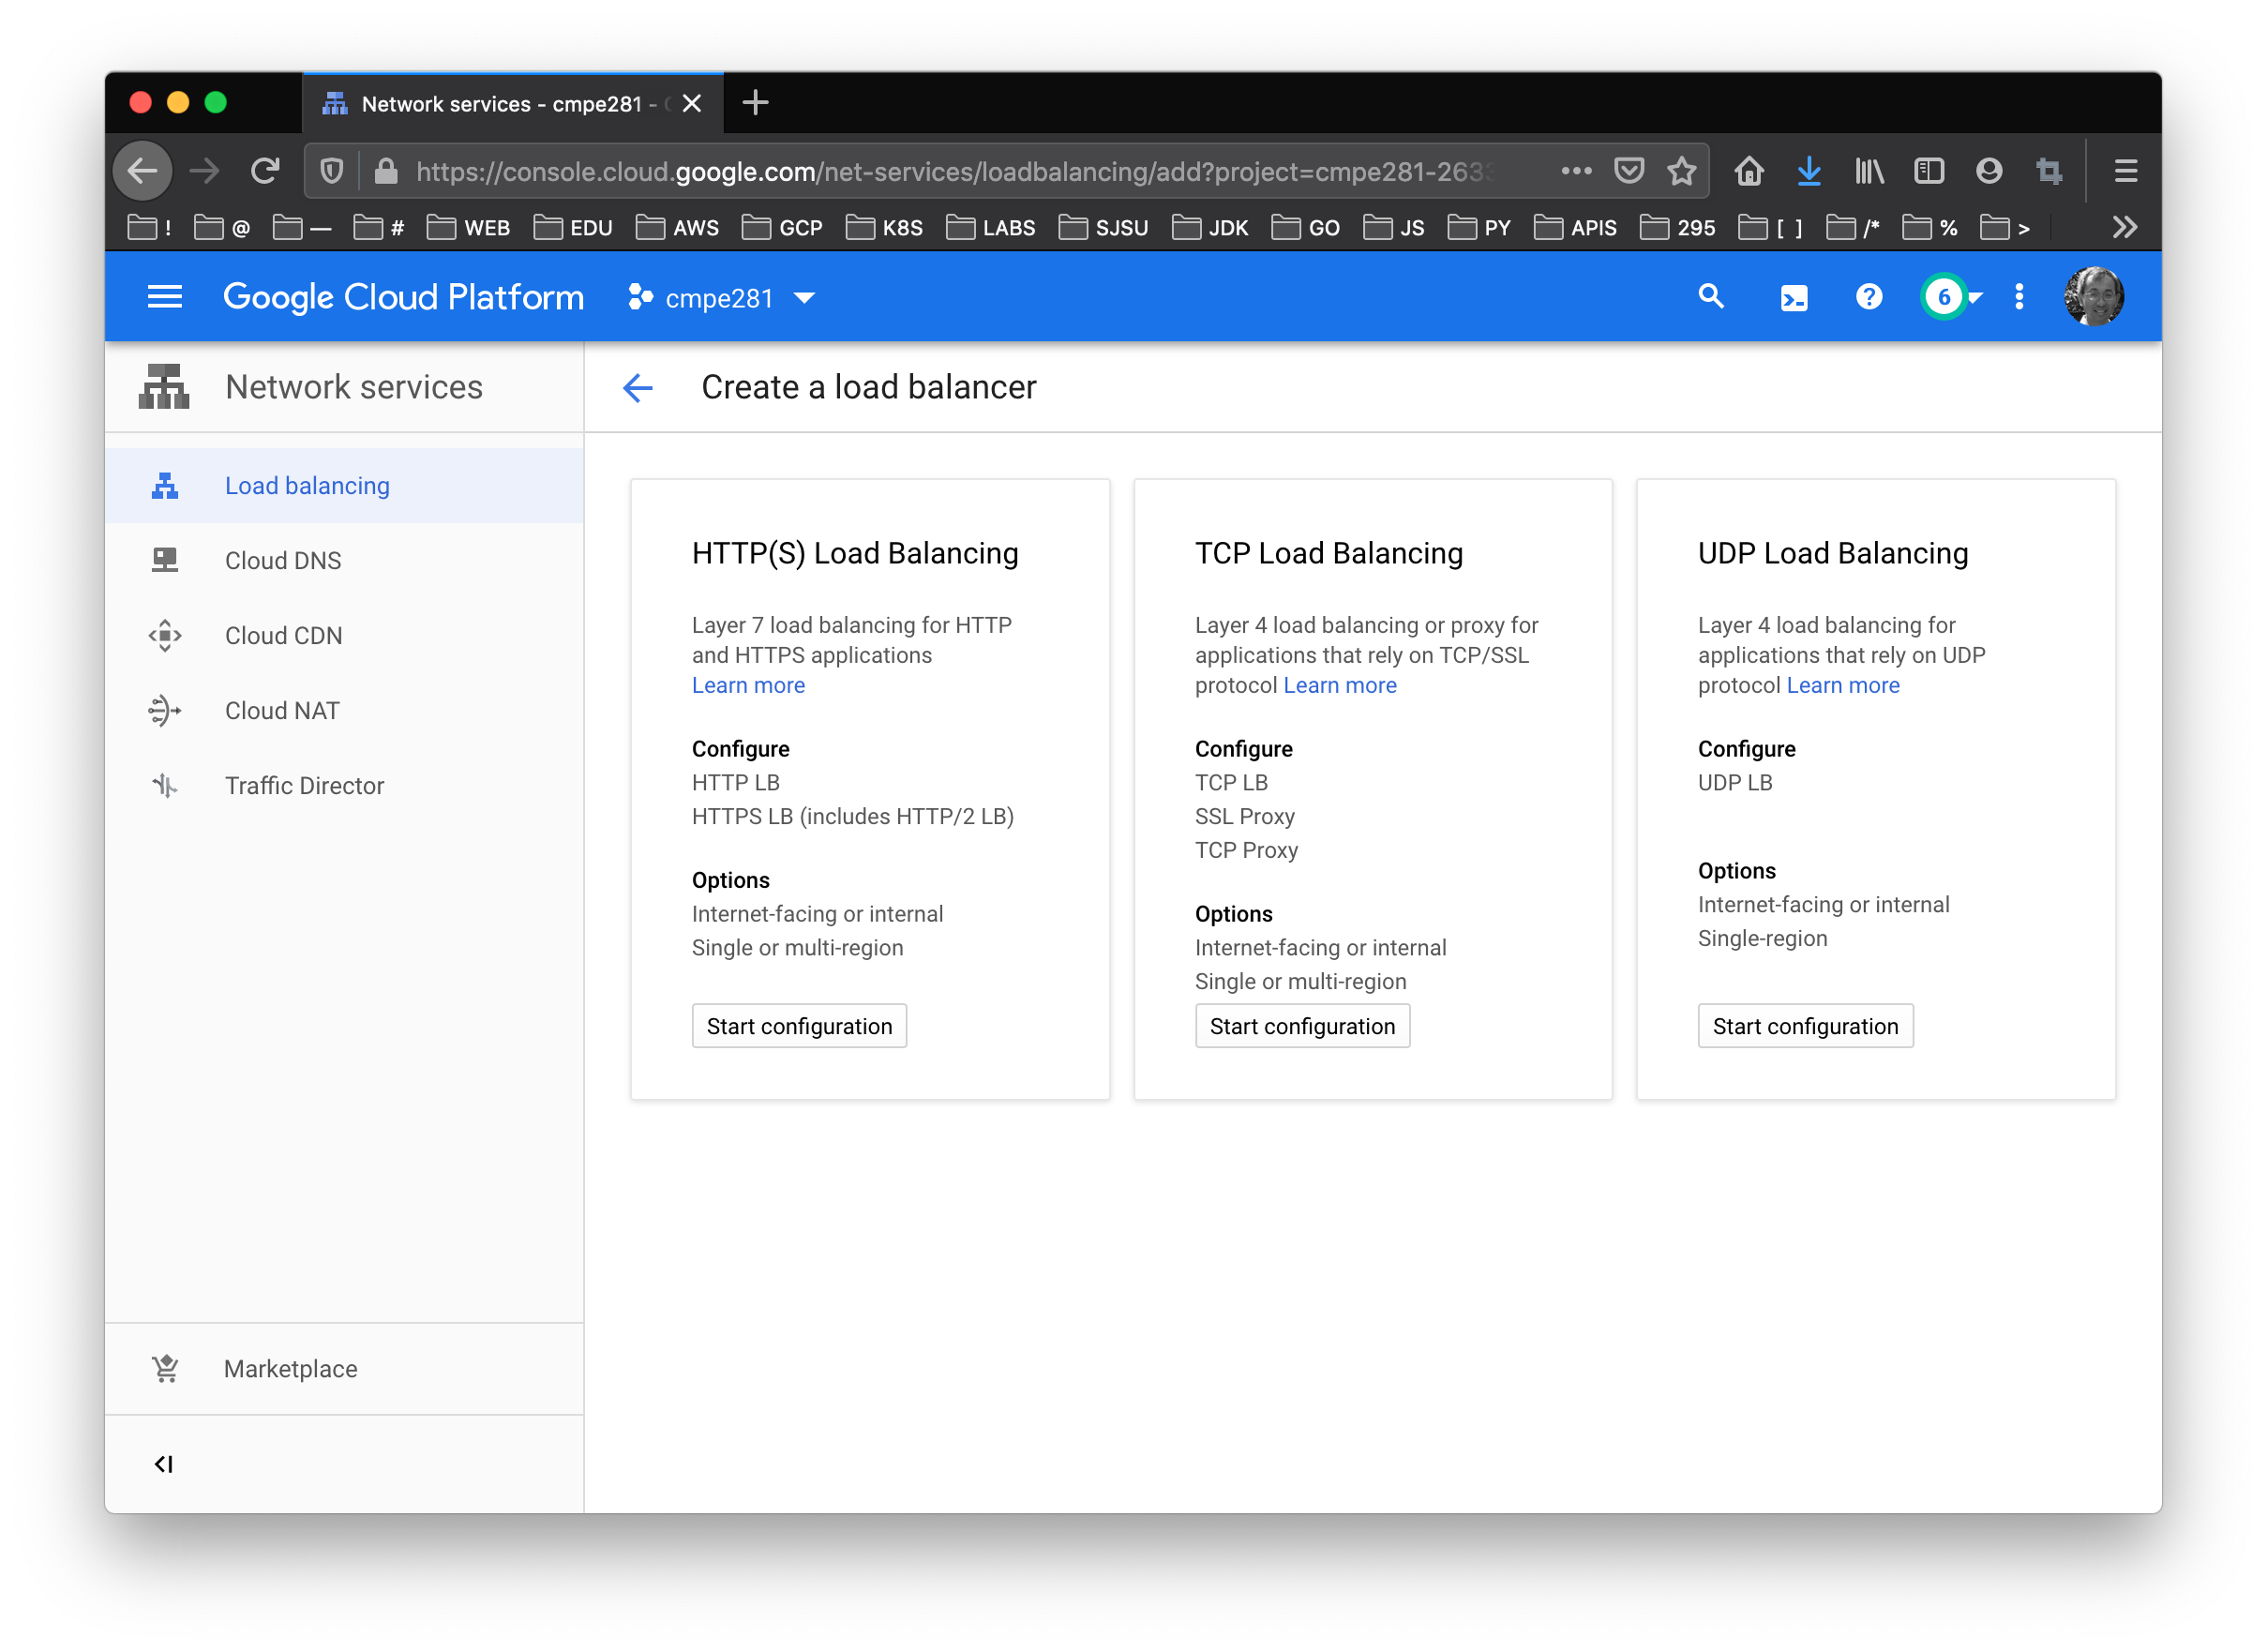 Network services - cmpe281 -
https://console.cloud.google.com/net-services/loadbalancing/add?project=cmpe281-2633
! @ — # WEB EDU AWS GCP K8S LABS SJSU JDK GO JS PY APIS 295 [ ] /* % >
Google Cloud Platform cmpe281 6
Network services
Load balancing
Cloud DNS
Cloud CDN
Cloud NAT
Traffic Director
Marketplace
Create a load balancer
HTTP(S) Load Balancing
Layer 7 load balancing for HTTP
and HTTPS applications
Learn more
Configure
HTTP LB
HTTPS LB (includes HTTP/2 LB)
Options
Internet-facing or internal
Single or multi-region
Start configuration
TCP Load Balancing
Layer 4 load balancing or proxy for
applications that rely on TCP/SSL
protocol Learn more
Configure
TCP LB
SSL Proxy
TCP Proxy
Options
Internet-facing or internal
Single or multi-region
Start configuration
UDP Load Balancing
Layer 4 load balancing for
applications that rely on UDP
protocol Learn more
Configure
UDP LB
Options
Internet-facing or internal
Single-region
Start configuration